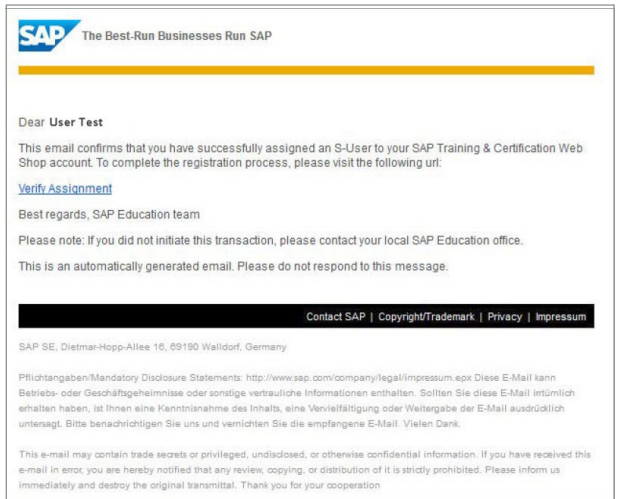 SAP The Best-Run Businesses Run SAP
Dear User Test
This email confirms that you have successfully assigned an S-User to your SAP Training & Certification Web
Shop account. To complete the registration process, please visit the following url:
Verify Assignment
Best regards, SAP Education team
Please note: If you did not initiate this transaction, please contact your local SAP Education office.
This is an automatically generated email. Please do not respond to this message.
Contact SAP | Copyright/Trademark | Privacy | Impressum
SAP SE, Dietmar-Hopp-Allee 16, 69190 Walldorf, Germany
Pflichtangaben/Mandatory Disclosure Statements: http://www.sap.com/company/legal/impressum.epx Diese E-Mail kann
Betriebs- oder Geschäftsgeheimnisse oder sonstige vertrauliche Informationen enthalten. Sollten Sie diese E-Mail irrtümlich
erhalten haben, ist Ihnen eine Kenntnisnahme des Inhalts, eine Vervielfältigung oder Weitergabe der E-Mail ausdrücklich
untersagt. Bitte benachrichtigen Sie uns und vernichten Sie die empfangene E-Mail. Vielen Dank.
This e-mail may contain trade secrets or privileged, undisclosed, or otherwise confidential information. If you have received this
e-mail in error, you are hereby notified that any review, copying, or distribution of it is strictly prohibited. Please inform us
immediately and destroy the original transmittal. Thank you for your cooperation